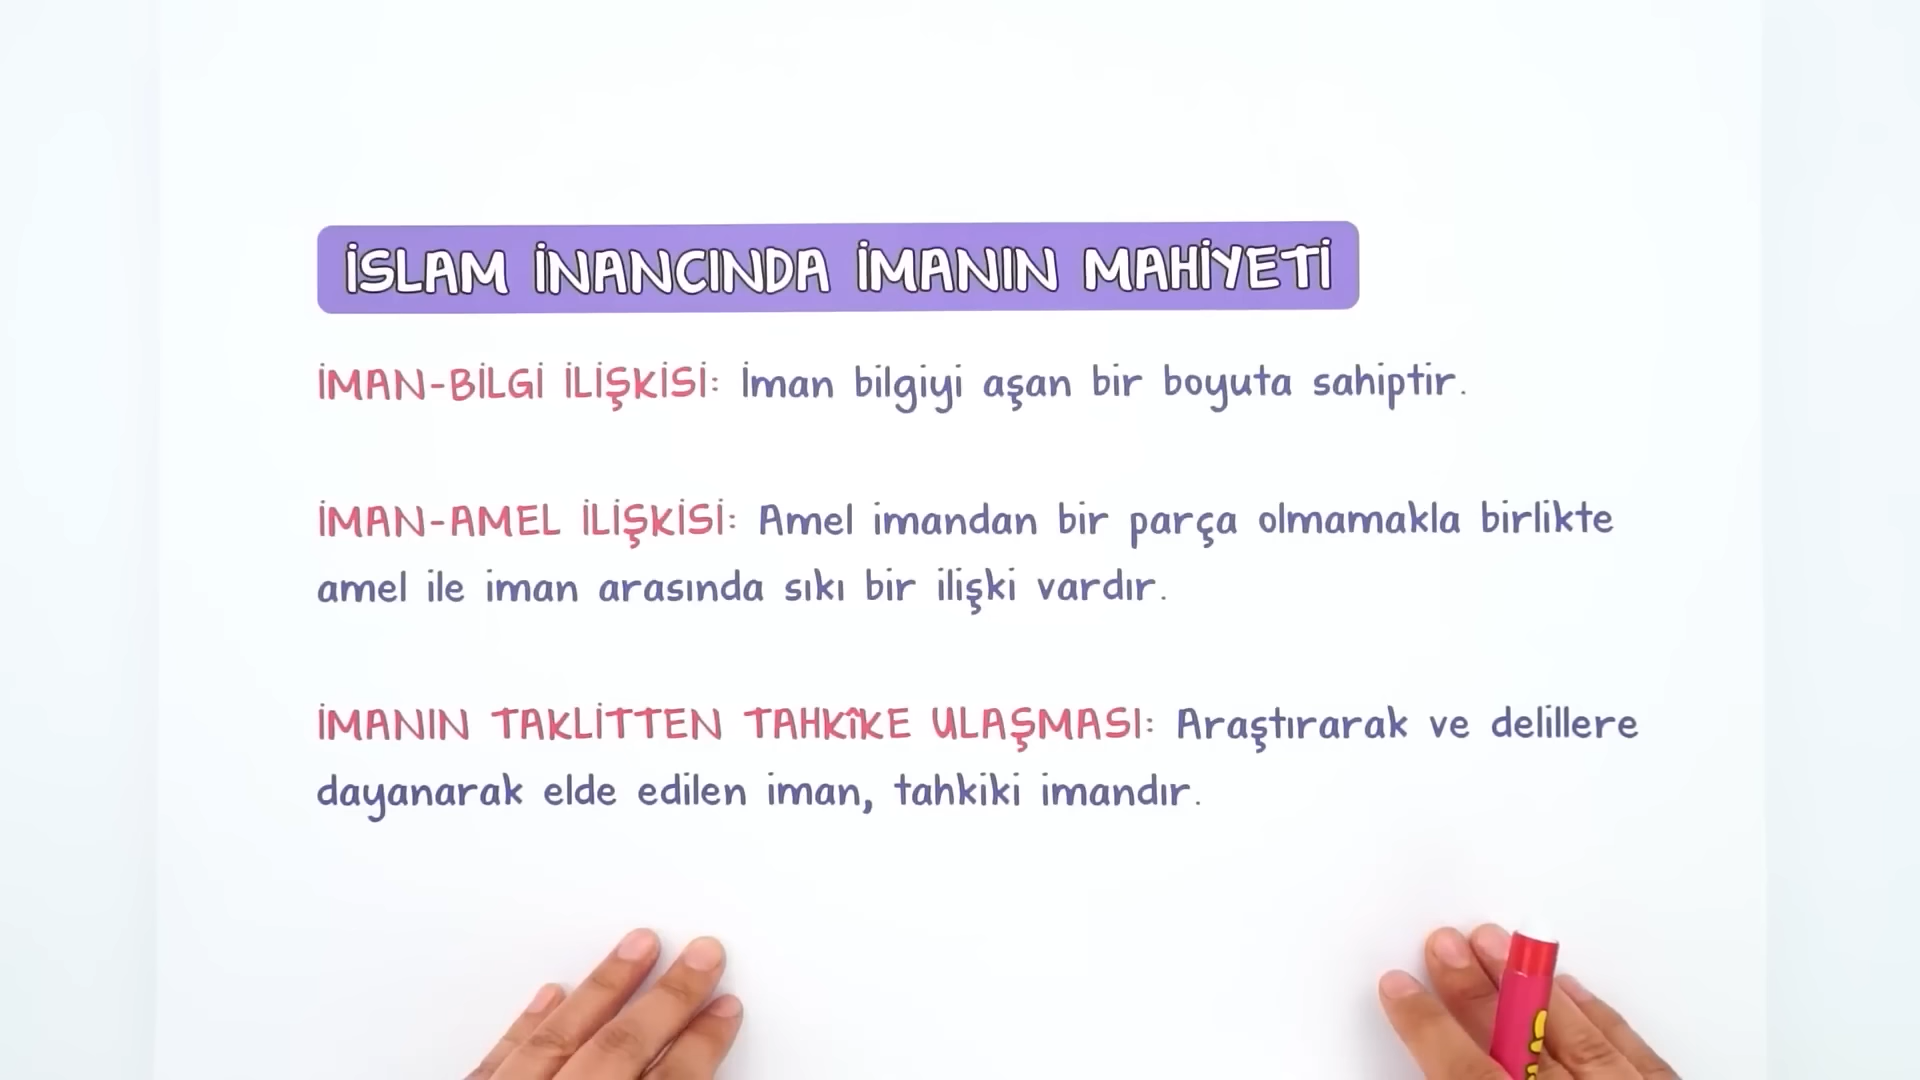 İSLAM İNANCINDA İMANIN MAHİYETİ
İMAN-BİLGİ İLİŞKİSİ: İman bilgiyi aşan bir boyuta sahiptir.
İMAN-AMEL İLİŞKİSİ: Amel imandan bir parça olmamakla birlikte
amel ile iman arasında sıkı bir ilişki vardır.
İMANIN TAKLİTTEN TAHKîKE ULAŞMASI: Araştırarak ve delillere
dayanarak elde edilen iman, tahkiki imandır.